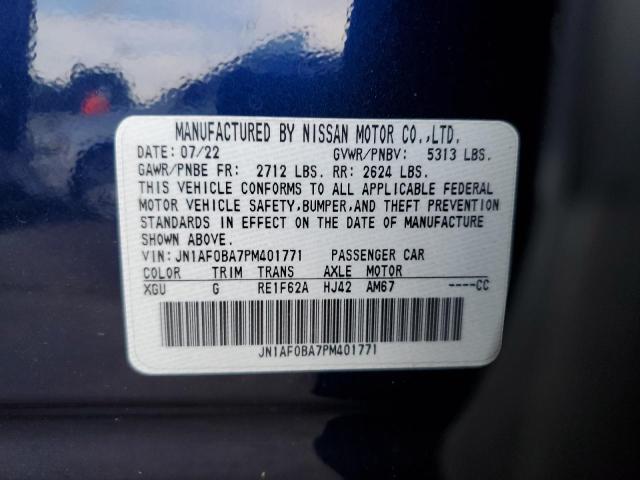 MANUFACTURED BY NISSAN MOTOR CO.,LTD.
DATE: 07/22 GVWR/PNBV: 5313 LBS.
GAWR/PNBE FR: 2712 LBS. RR: 2624 LBS.
THIS VEHICLE CONFORMS TO ALL APPLICABLE FEDERAL
MOTOR VEHICLE SAFETY,BUMPER,AND THEFT PREVENTION
STANDARDS IN EFFECT ON THE DATE OF MANUFACTURE
SHOWN ABOVE.
VIN: JN1AF0BA7PM401771 PASSENGER CAR
COLOR TRIM TRANS AXLE MOTOR
XGU G RE1F62A HJ42 AM67 ----CC
JN1AF0BA7PM401771